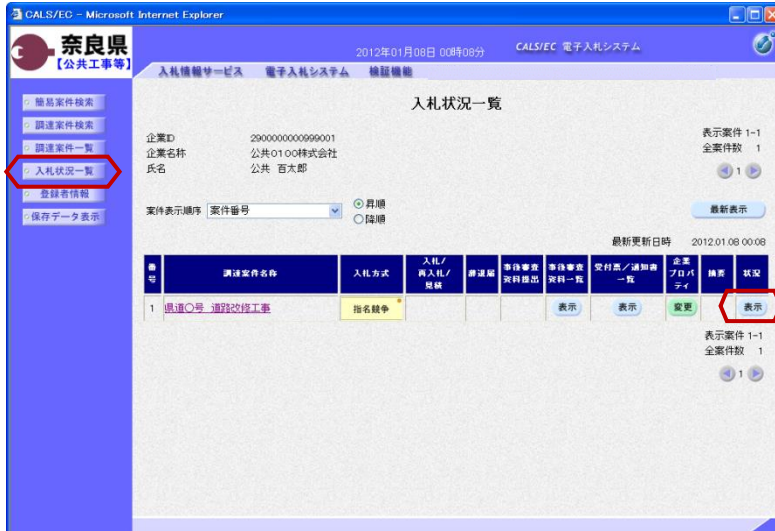 CALS/EC - Microsoft Internet Explorer
奈良県
【公共工事等】
2012年01月08日 00時08分
CALS/EC 電子入札システム
入札情報サービス 電子入札システム 検証機能
簡易案件検索
調達案件検索
調達案件一覧
入札状況一覧
登録者情報
保存データ表示
入札状況一覧
企業ID 2900000000999001
企業名称 公共0100株式会社
氏名 公共 百太郎
表示案件 1-1
全案件数 1
1
案件表示順序 案件番号
昇順
降順
最新表示
最新更新日時 2012.01.08 00:08
番号 調達案件名称 入札方式 入札/再入札/見積 辞退届 事後審査資料提出 事後審査資料一覧 受付票/通知書一覧 企業プロパティ 摘要 状況
1 県道〇号 道路改修工事 指名競争 表示 表示 変更 表示
表示案件 1-1
全案件数 1
1